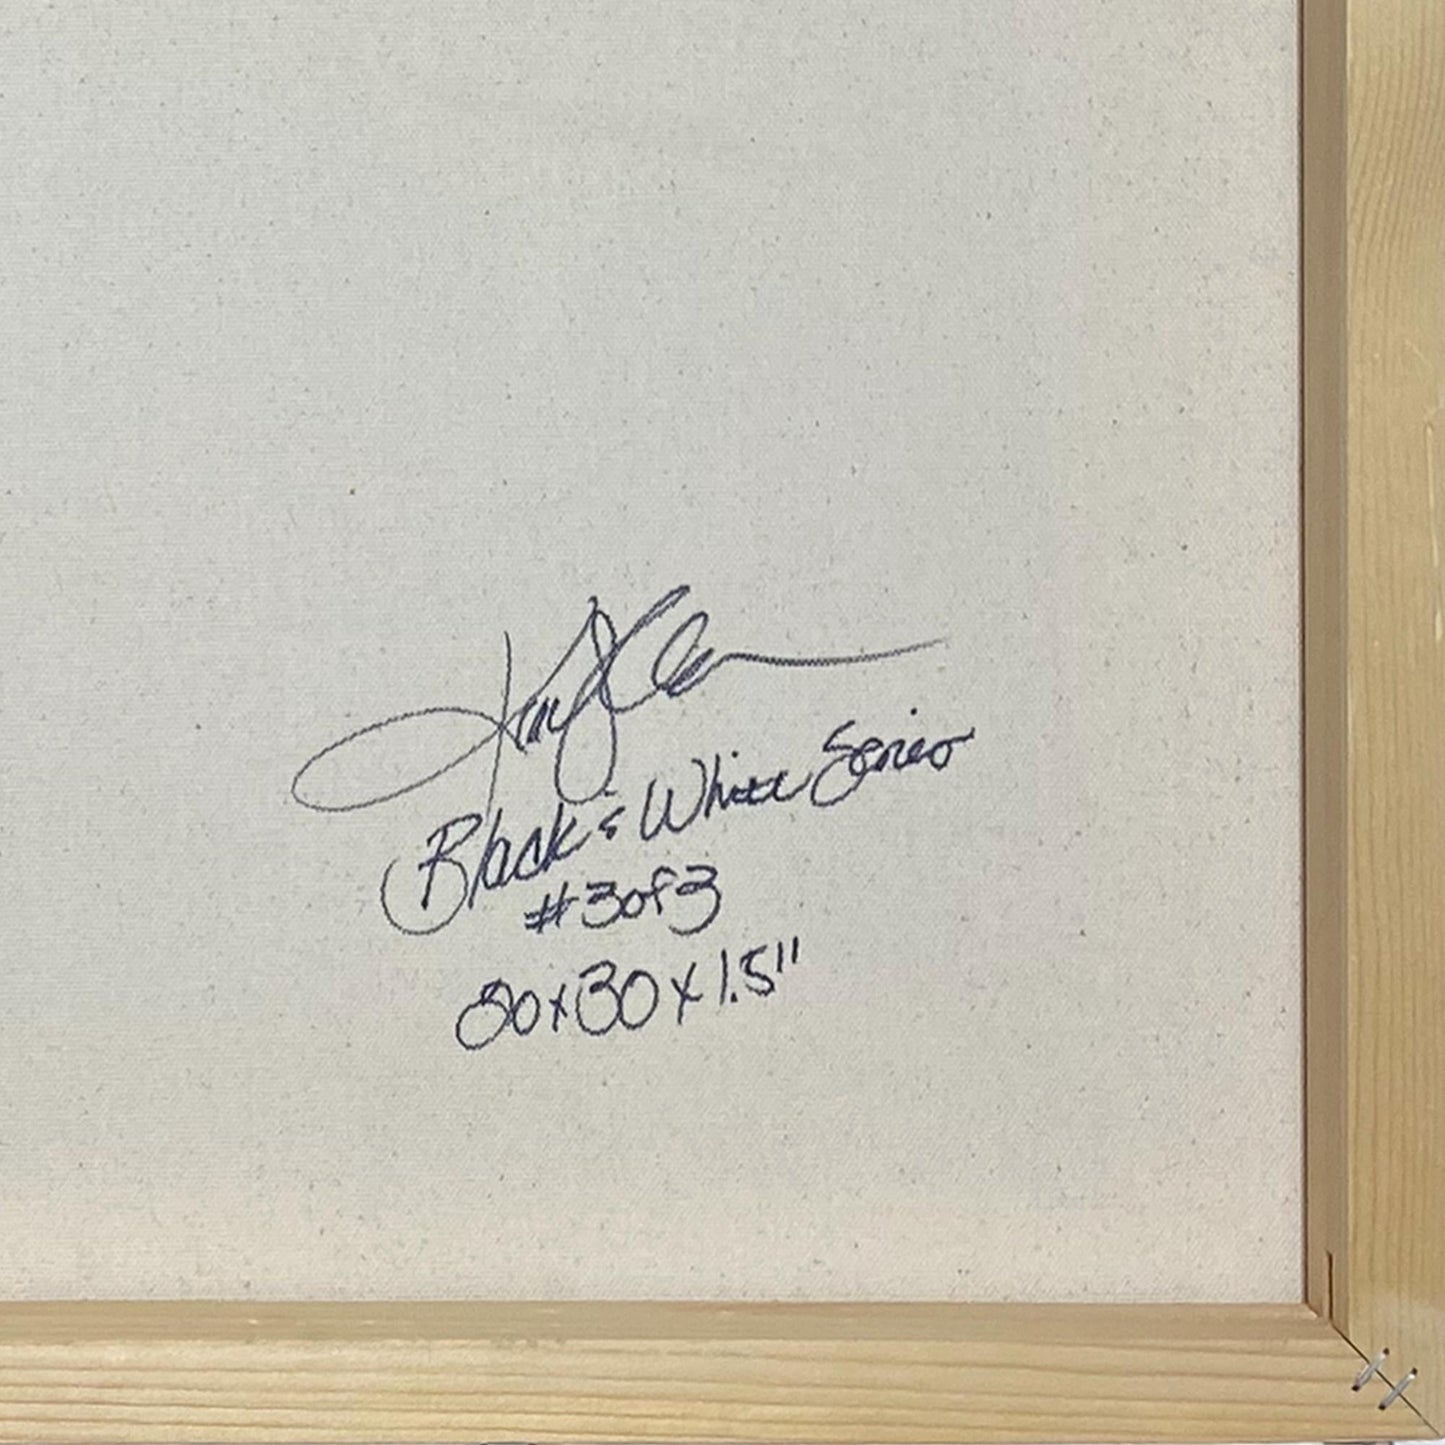 Black & White Series
#3 of 3
30x30x1.5"